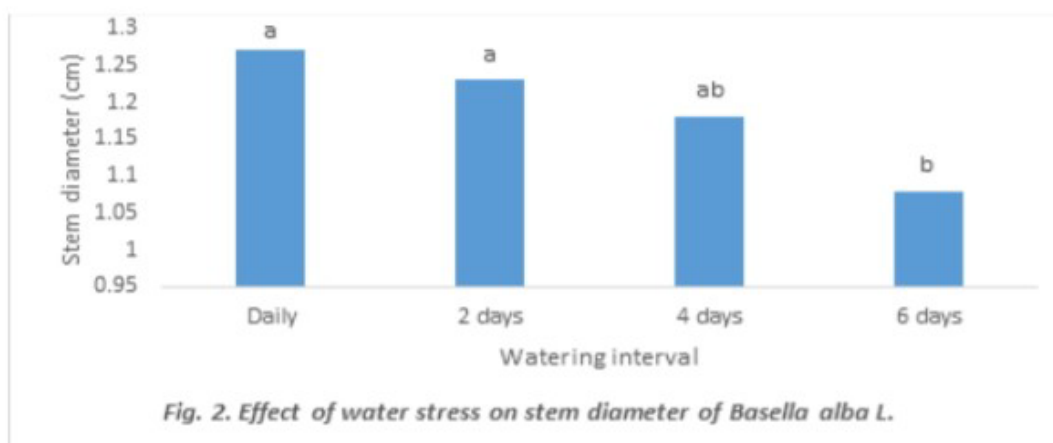 1.3
1.25
1.2
1.15
1.1
1.05
1
0.95
Stem diameter (cm)
a
a
ab
b
Daily 2 days 4 days 6 days
Watering interval
Fig. 2. Effect of water stress on stem diameter of Basella alba L.